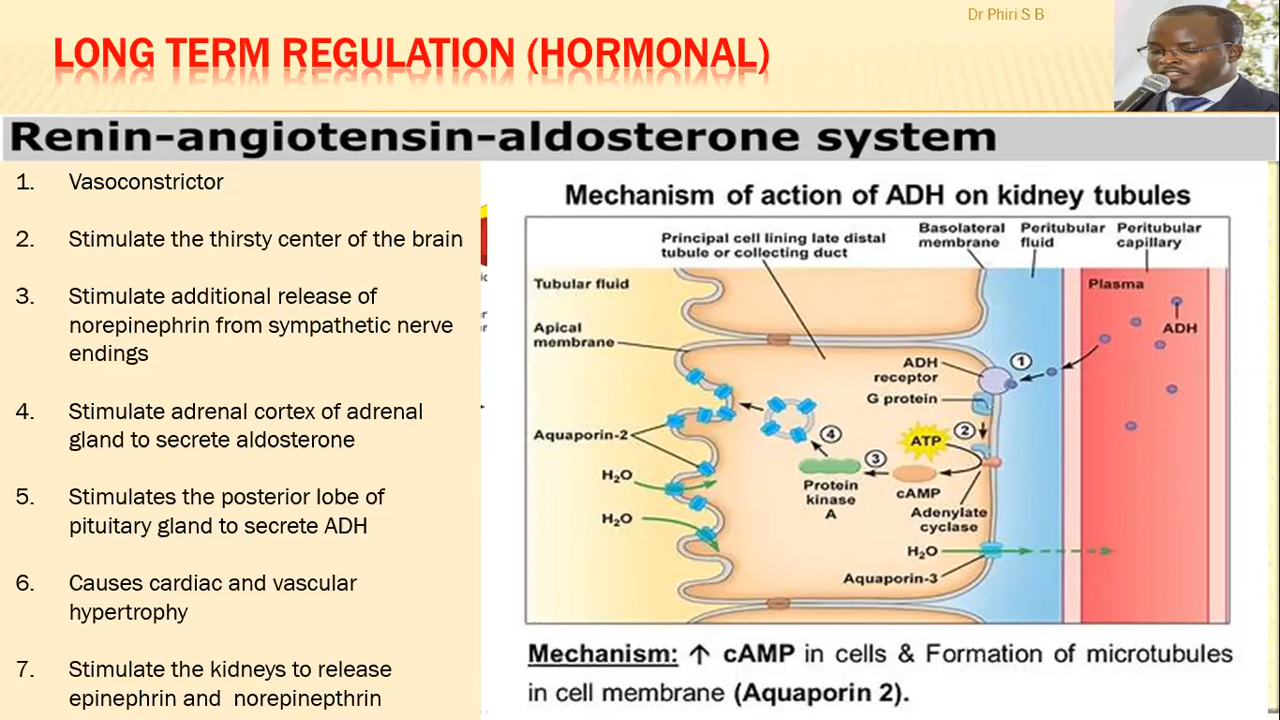 Dr Phiri S B
LONG TERM REGULATION (HORMONAL)
Renin-angiotensin-aldosterone system
1. Vasoconstrictor
2. Stimulate the thirsty center of the brain
3. Stimulate additional release of
norepinephrin from sympathetic nerve
endings
4. Stimulate adrenal cortex of adrenal
gland to secrete aldosterone
5. Stimulates the posterior lobe of
pituitary gland to secrete ADH
6. Causes cardiac and vascular
hypertrophy
7. Stimulate the kidneys to release
epinephrin and norepinepthrin
Mechanism of action of ADH on kidney tubules
Principal cell lining late distal
tubule or collecting duct
Basolateral
membrane
Peritubular
fluid
Peritubular
capillary
Tubular fluid
Plasma
Apical
membrane
ADH
ADH
receptor
1
G protein
2
ATP
Aquaporin-2
4
3
H₂O
Protein
kinase
A
cAMP
Adenylate
cyclase
H₂O
H₂O
Aquaporin-3
Mechanism: ↑ cAMP in cells & Formation of microtubules
in cell membrane (Aquaporin 2).